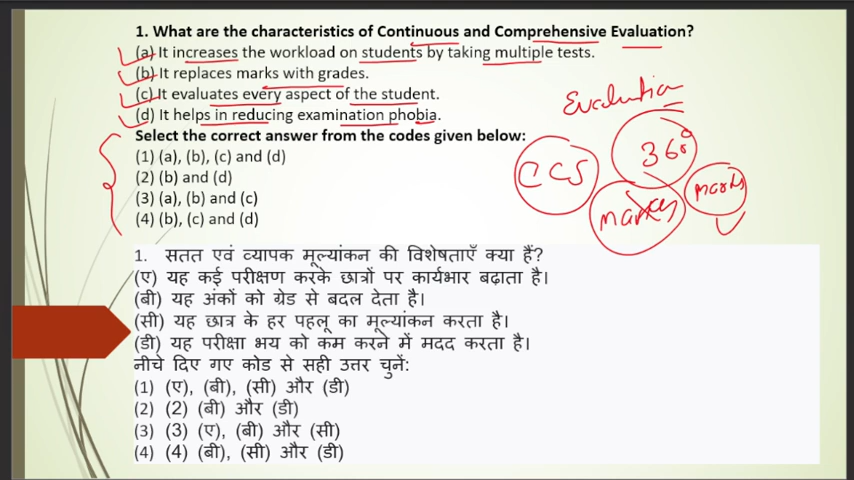 1. What are the characteristics of Continuous and Comprehensive Evaluation?
(a) It increases the workload on students by taking multiple tests.
(b) It replaces marks with grades.
(c) It evaluates every aspect of the student.
(d) It helps in reducing examination phobia.
Select the correct answer from the codes given below:
(1) (a), (b), (c) and (d)
(2) (b) and (d)
(3) (a), (b) and (c)
(4) (b), (c) and (d)
Evaluation
360°
CCS
marks
1. सतत एवं व्यापक मूल्यांकन की विशेषताएँ क्या हैं?
(ए) यह कई परीक्षण करके छात्रों पर कार्यभार बढ़ाता है।
(बी) यह अंकों को ग्रेड से बदल देता है।
(सी) यह छात्र के हर पहलू का मूल्यांकन करता है।
(डी) यह परीक्षा भय को कम करने में मदद करता है।
नीचे दिए गए कोड से सही उत्तर चुनें:
(1) (ए), (बी), (सी) और (डी)
(2) (2) (बी) और (डी)
(3) (3) (ए), (बी) और (सी)
(4) (4) (बी), (सी) और (डी)